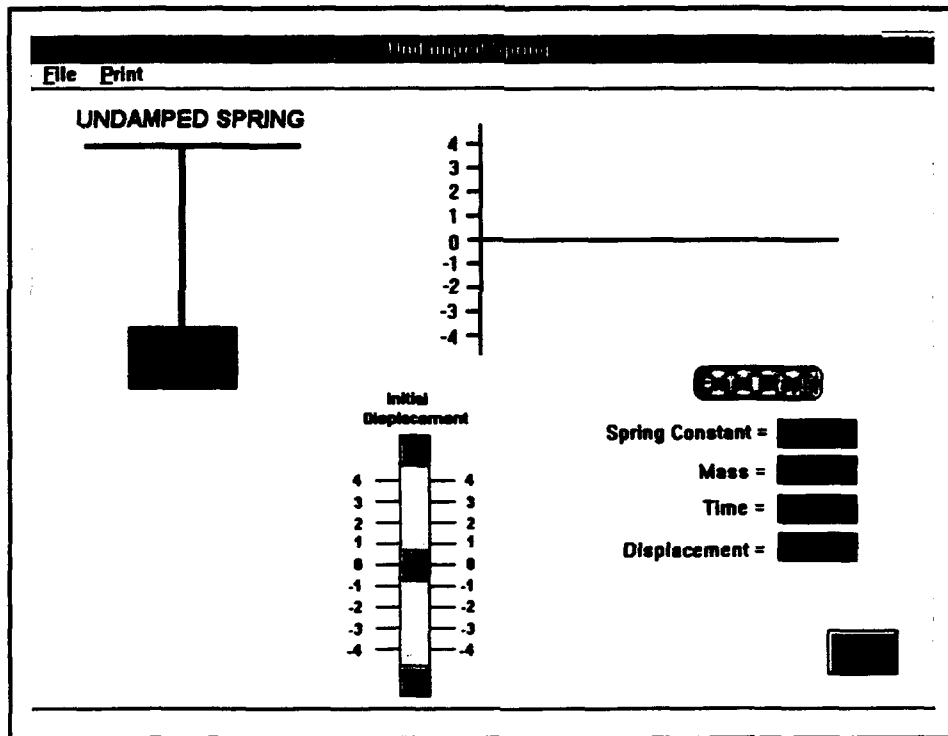 Undamped Spring
File Print
UNDAMPED SPRING
4
3
2
1
0
-1
-2
-3
-4
Initial
Displacement
4 4
3 3
2 2
1 1
0 0
-1 -1
-2 -2
-3 -3
-4 -4
Spring Constant =
Mass =
Time =
Displacement =